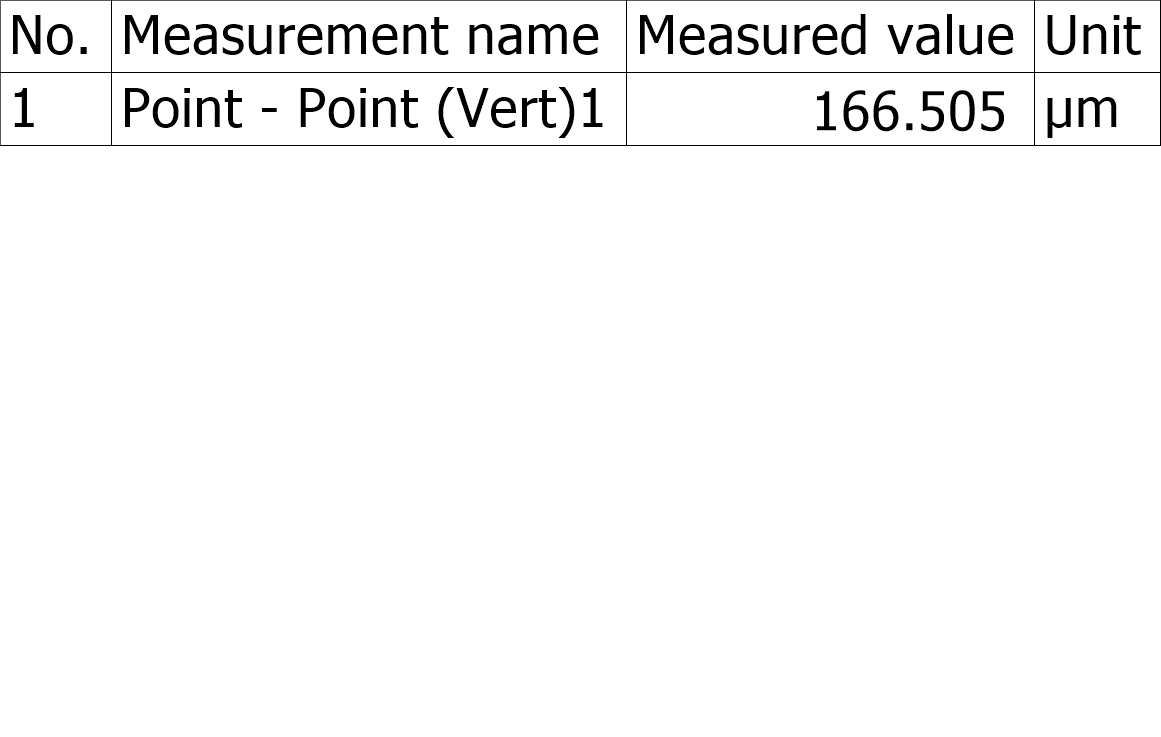 No. Measurement name Measured value Unit
1 Point - Point (Vert)1 166.505 µm